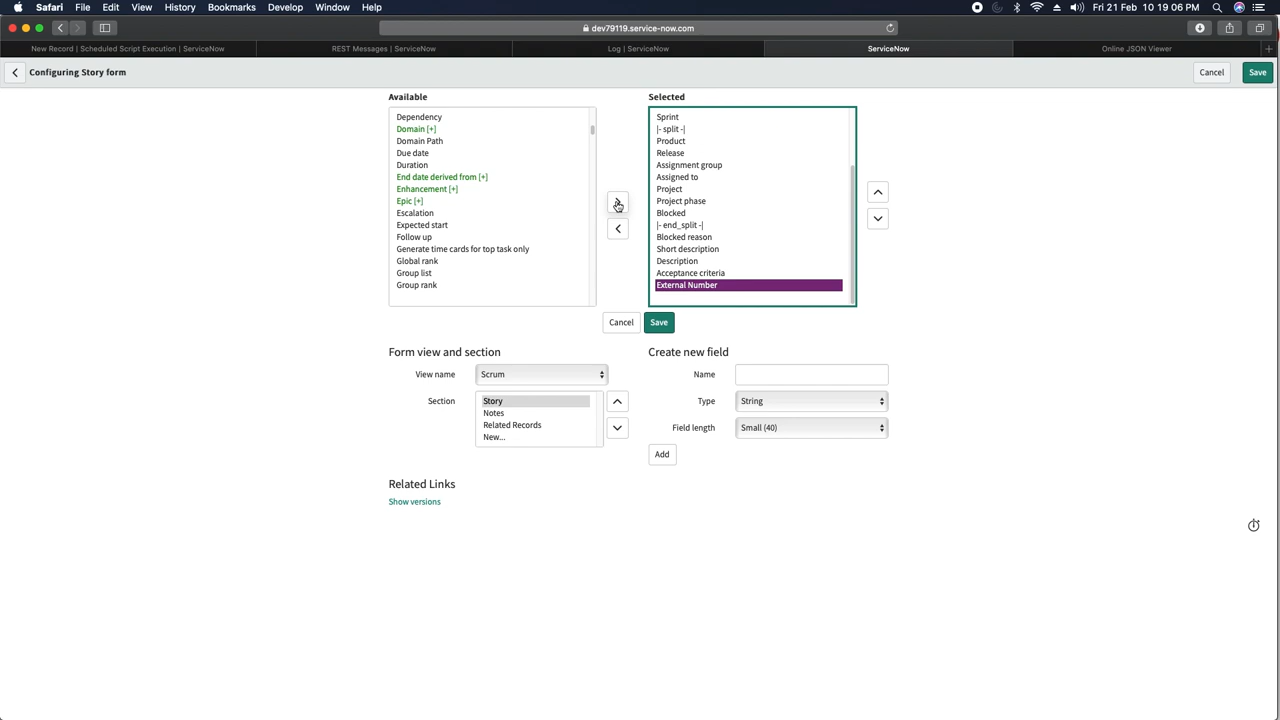 Safari File Edit View History Bookmarks Develop Window Help Fri 11 Feb 10:19:06 PM
dev79119.service-now.com
New Record | Scheduled Script Execution | ServiceNow REST Messages | ServiceNow Log | ServiceNow ServiceNow Online JSON Viewer
Configuring Story form Cancel Save
Available
Dependency
Domain [+]
Domain Path
Due date
Duration
End date derived from [+]
Enhancement [+]
Epic [+]
Escalation
Expected start
Follow up
Generate time cards for top task only
Global rank
Group list
Group rank
Selected
Sprint
|- split -|
Product
Release
Assignment group
Assigned to
Project
Project phase
Blocked
|- end_split -|
Blocked reason
Short description
Description
Acceptance criteria
External Number
Cancel Save
Form view and section
View name Scrum
Section Story
Notes
Related Records
New...
Create new field
Name
Type String
Field length Small (40)
Add
Related Links
Show versions